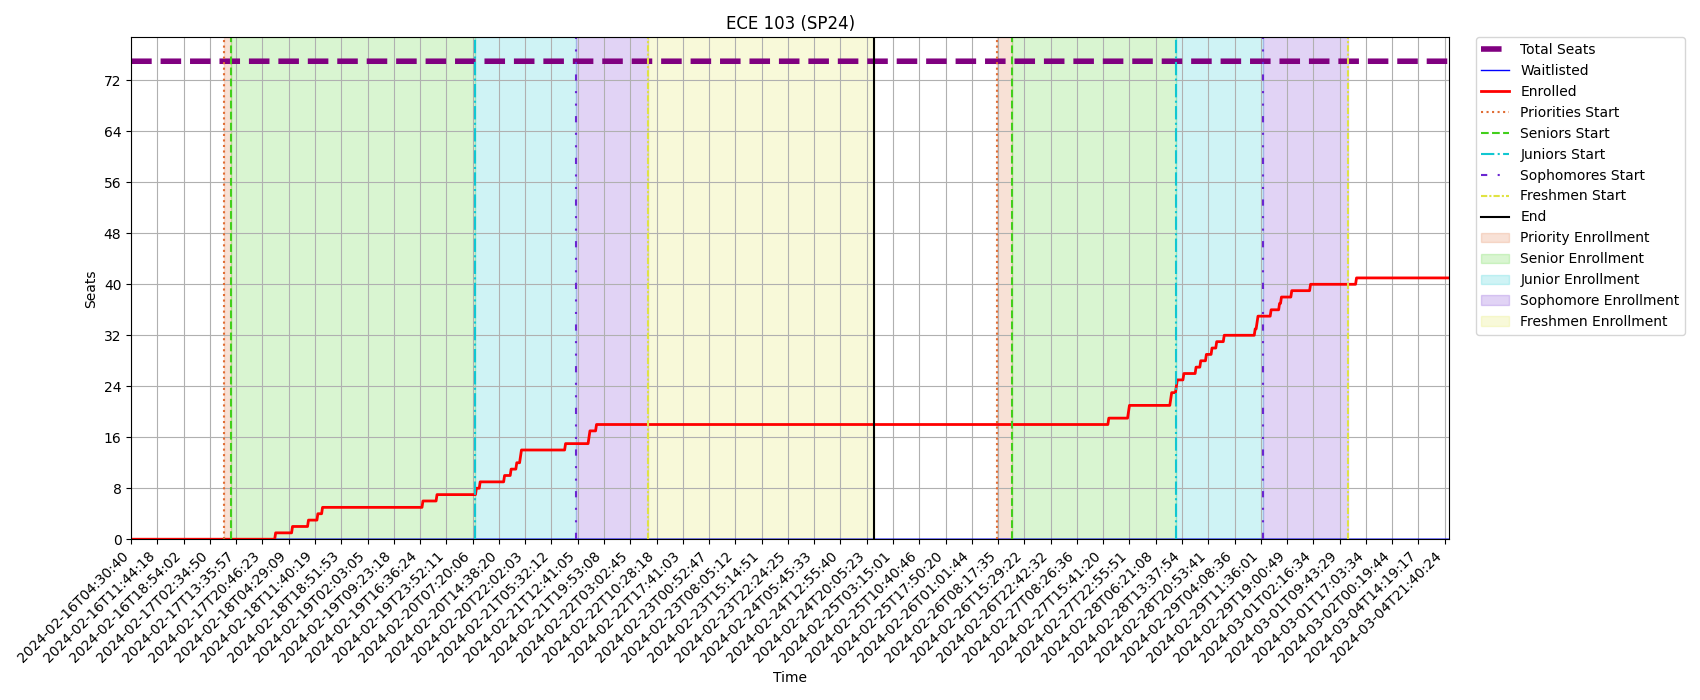 ECE 103 (SP24)
Total Seats
Waitlisted
Enrolled
Priorities Start
Seniors Start
Juniors Start
Sophomores Start
Freshmen Start
End
Priority Enrollment
Senior Enrollment
Junior Enrollment
Sophomore Enrollment
Freshmen Enrollment
Seats
72
64
56
48
40
32
24
16
8
0
2024-02-16T04:30:40
2024-02-16T11:44:18
2024-02-16T18:54:02
2024-02-17T02:34:50
2024-02-17T13:35:57
2024-02-17T20:46:23
2024-02-18T04:29:09
2024-02-18T11:40:19
2024-02-18T18:51:53
2024-02-19T02:03:05
2024-02-19T09:23:18
2024-02-19T16:36:24
2024-02-19T23:52:11
2024-02-20T07:20:06
2024-02-20T14:38:20
2024-02-20T22:02:03
2024-02-21T05:32:12
2024-02-21T12:41:05
2024-02-21T19:53:08
2024-02-22T03:02:45
2024-02-22T10:28:18
2024-02-22T17:41:03
2024-02-23T00:52:47
2024-02-23T08:05:12
2024-02-23T15:14:51
2024-02-23T22:24:25
2024-02-24T05:45:33
2024-02-24T12:55:40
2024-02-24T20:05:23
2024-02-25T03:15:01
2024-02-25T10:40:46
2024-02-25T17:50:20
2024-02-26T01:01:44
2024-02-26T08:17:35
2024-02-26T15:29:22
2024-02-26T22:42:32
2024-02-27T08:26:36
2024-02-27T15:41:20
2024-02-27T22:55:51
2024-02-28T06:21:08
2024-02-28T13:37:54
2024-02-28T20:53:41
2024-02-29T04:08:36
2024-02-29T11:36:01
2024-02-29T19:00:49
2024-03-01T02:16:34
2024-03-01T09:43:29
2024-03-01T17:03:34
2024-03-02T00:19:44
2024-03-04T14:19:17
2024-03-04T21:40:24
Time